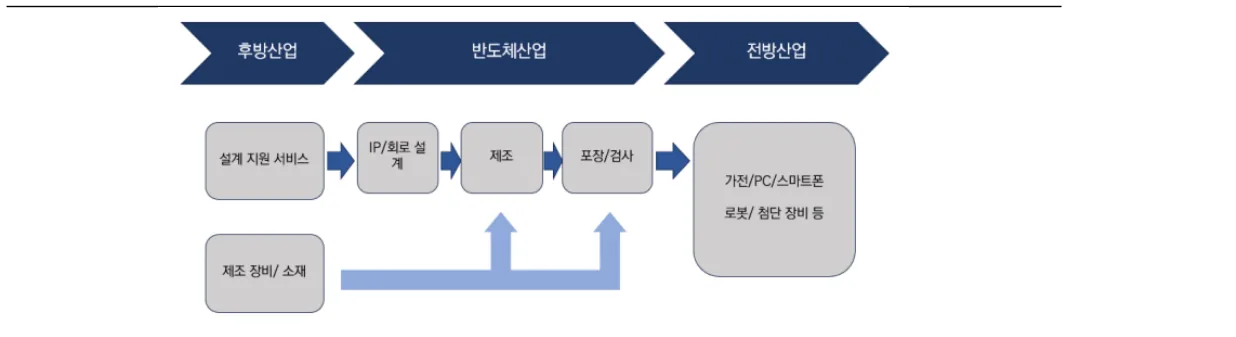 후방산업
반도체산업
전방산업
설계 지원 서비스
IP/회로 설
계
제조
포장/검사
가전/PC/스마트폰
로봇/ 첨단 장비 등
제조 장비/ 소재